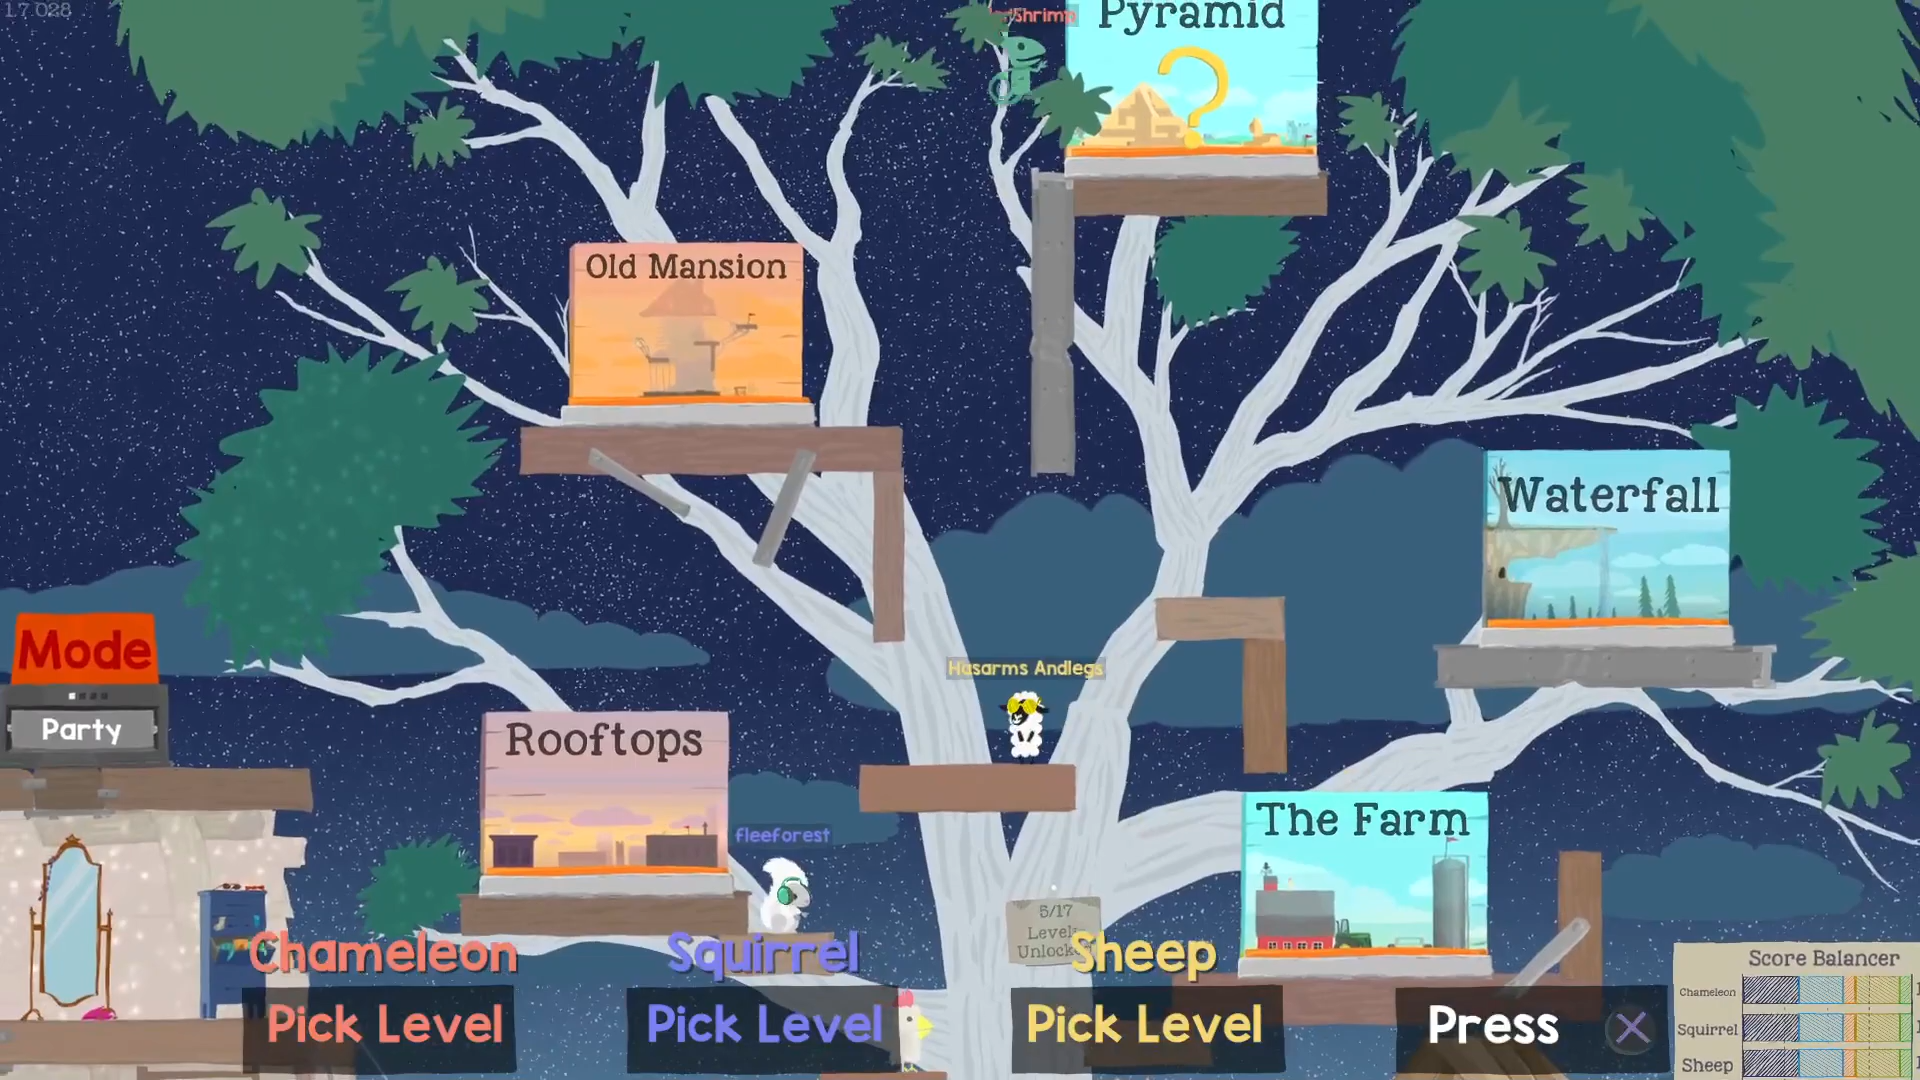 1.7.028
Shrimp
Pyramid
?
Old Mansion
Waterfall
Hasarms Andlegs
Mode
Party
Rooftops
fleeforest
The Farm
5/17
Level
Chameleon
Squirrel
Sheep
Pick Level
Pick Level
Pick Level
Press
Score Balancer
Chameleon
Squirrel
Sheep